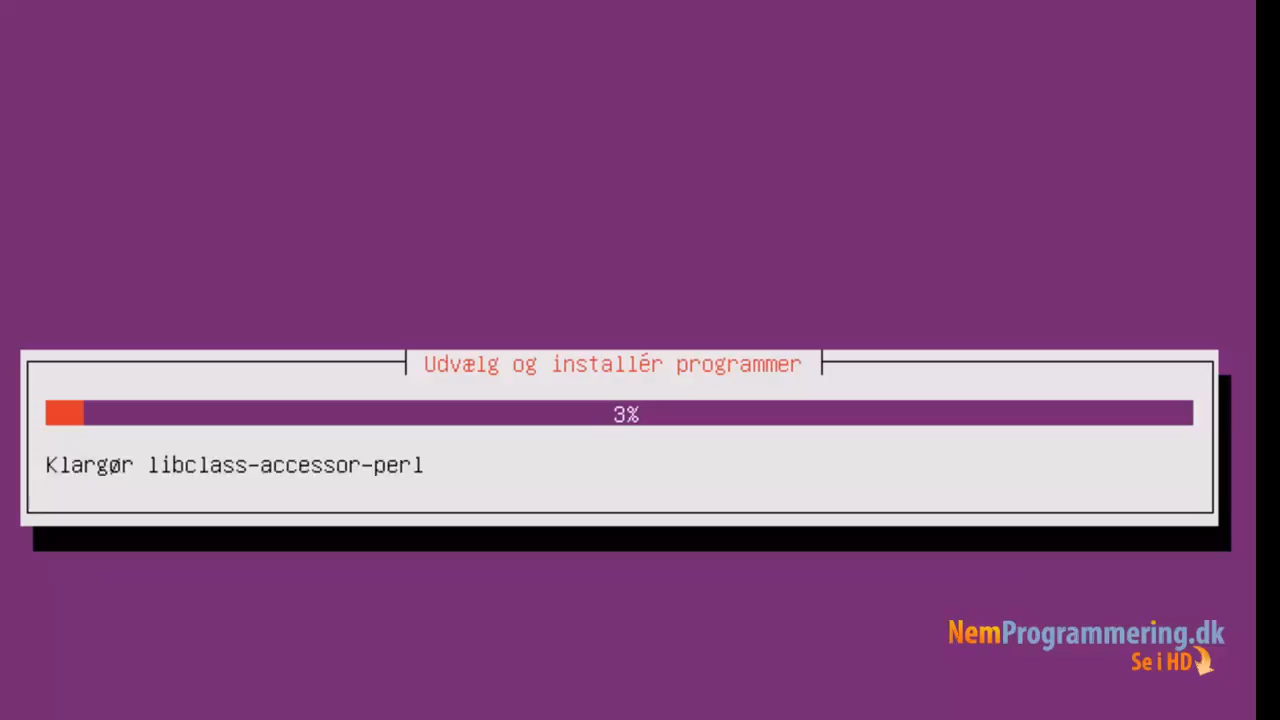 Udvælg og installér programmer
3%
Klargør libclass-accessor-perl
NemProgrammering.dk
Se i HD